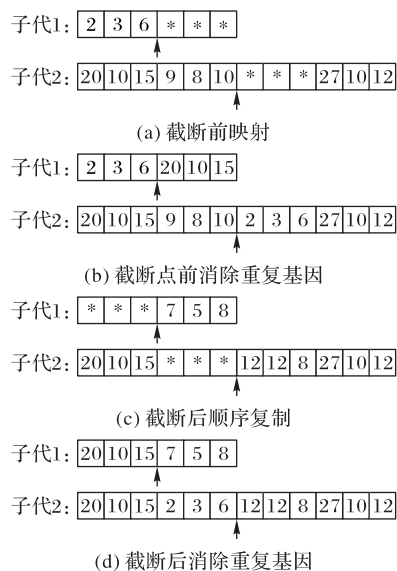 子代1: 2 3 6 * * *
子代2: 20 10 15 9 8 10 * * * 27 10 12
(a) 截断前映射
子代1: 2 3 6 20 10 15
子代2: 20 10 15 9 8 10 2 3 6 27 10 12
(b) 截断点前消除重复基因
子代1: * * * 7 5 8
子代2: 20 10 15 * * * 12 12 8 27 10 12
(c) 截断后顺序复制
子代1: 20 10 15 7 5 8
子代2: 20 10 15 2 3 6 12 12 8 27 10 12
(d) 截断后消除重复基因